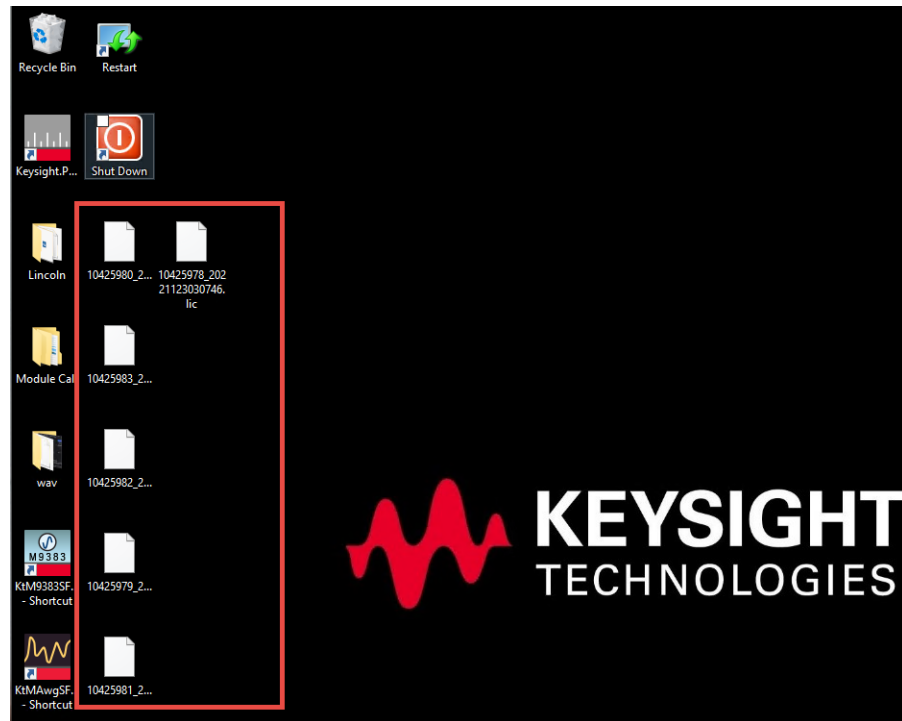 Recycle Bin
Restart
Keysight.P...
Shut Down
Lincoln
10425980_2...
10425978_202
21123030746.
lic
Module Cal
10425983_2...
wav
10425982_2...
M9383
KtM9383SF.
- Shortcut
10425979_2...
KtMAwgSF.
- Shortcut
10425981_2...
KEYSIGHT
TECHNOLOGIES